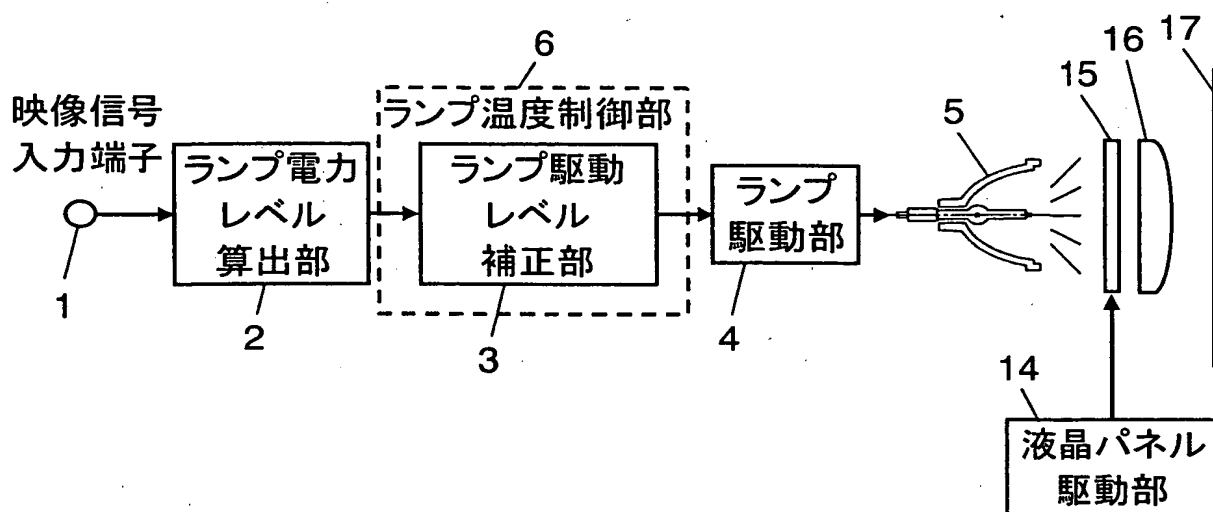 6
17
16
15
映像信号
入力端子
ランプ温度制御部
5
ランプ電力
レベル
算出部
ランプ駆動
レベル
補正部
ランプ
駆動部
1
2
3
4
14
液晶パネル
駆動部